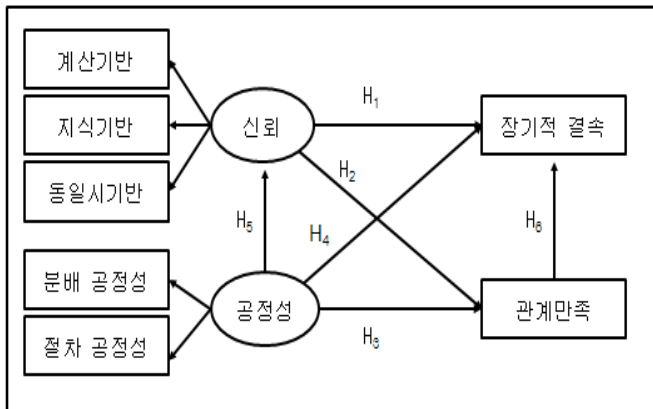 계산기반
지식기반
동일시기반
신뢰
H₁
장기적 결속
H₂
H₅
H₄
H₆
분배 공정성
절차 공정성
공정성
H₃
관계만족